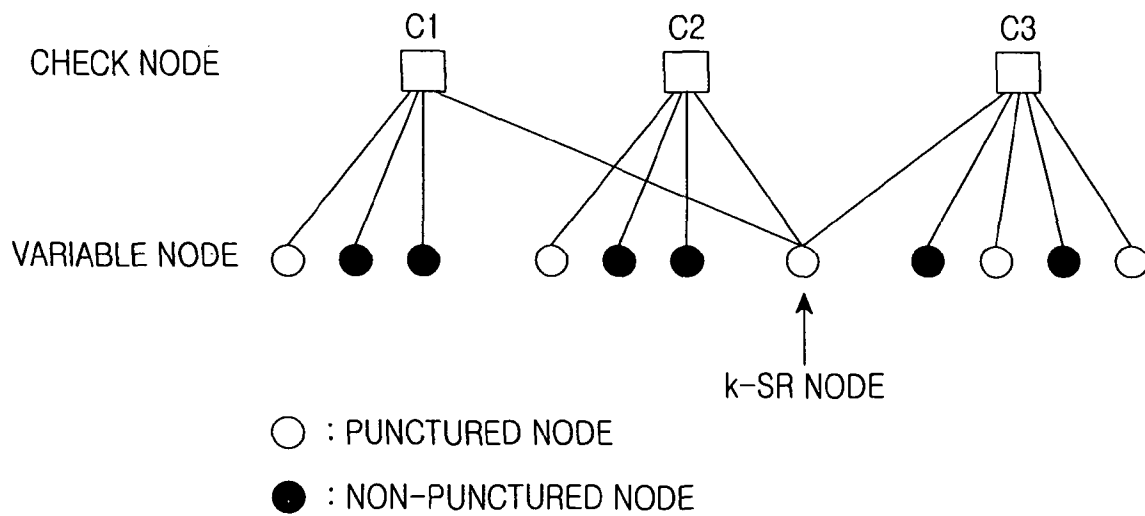 C1
C2
C3
CHECK NODE
VARIABLE NODE
k-SR NODE
: PUNCTURED NODE
: NON-PUNCTURED NODE